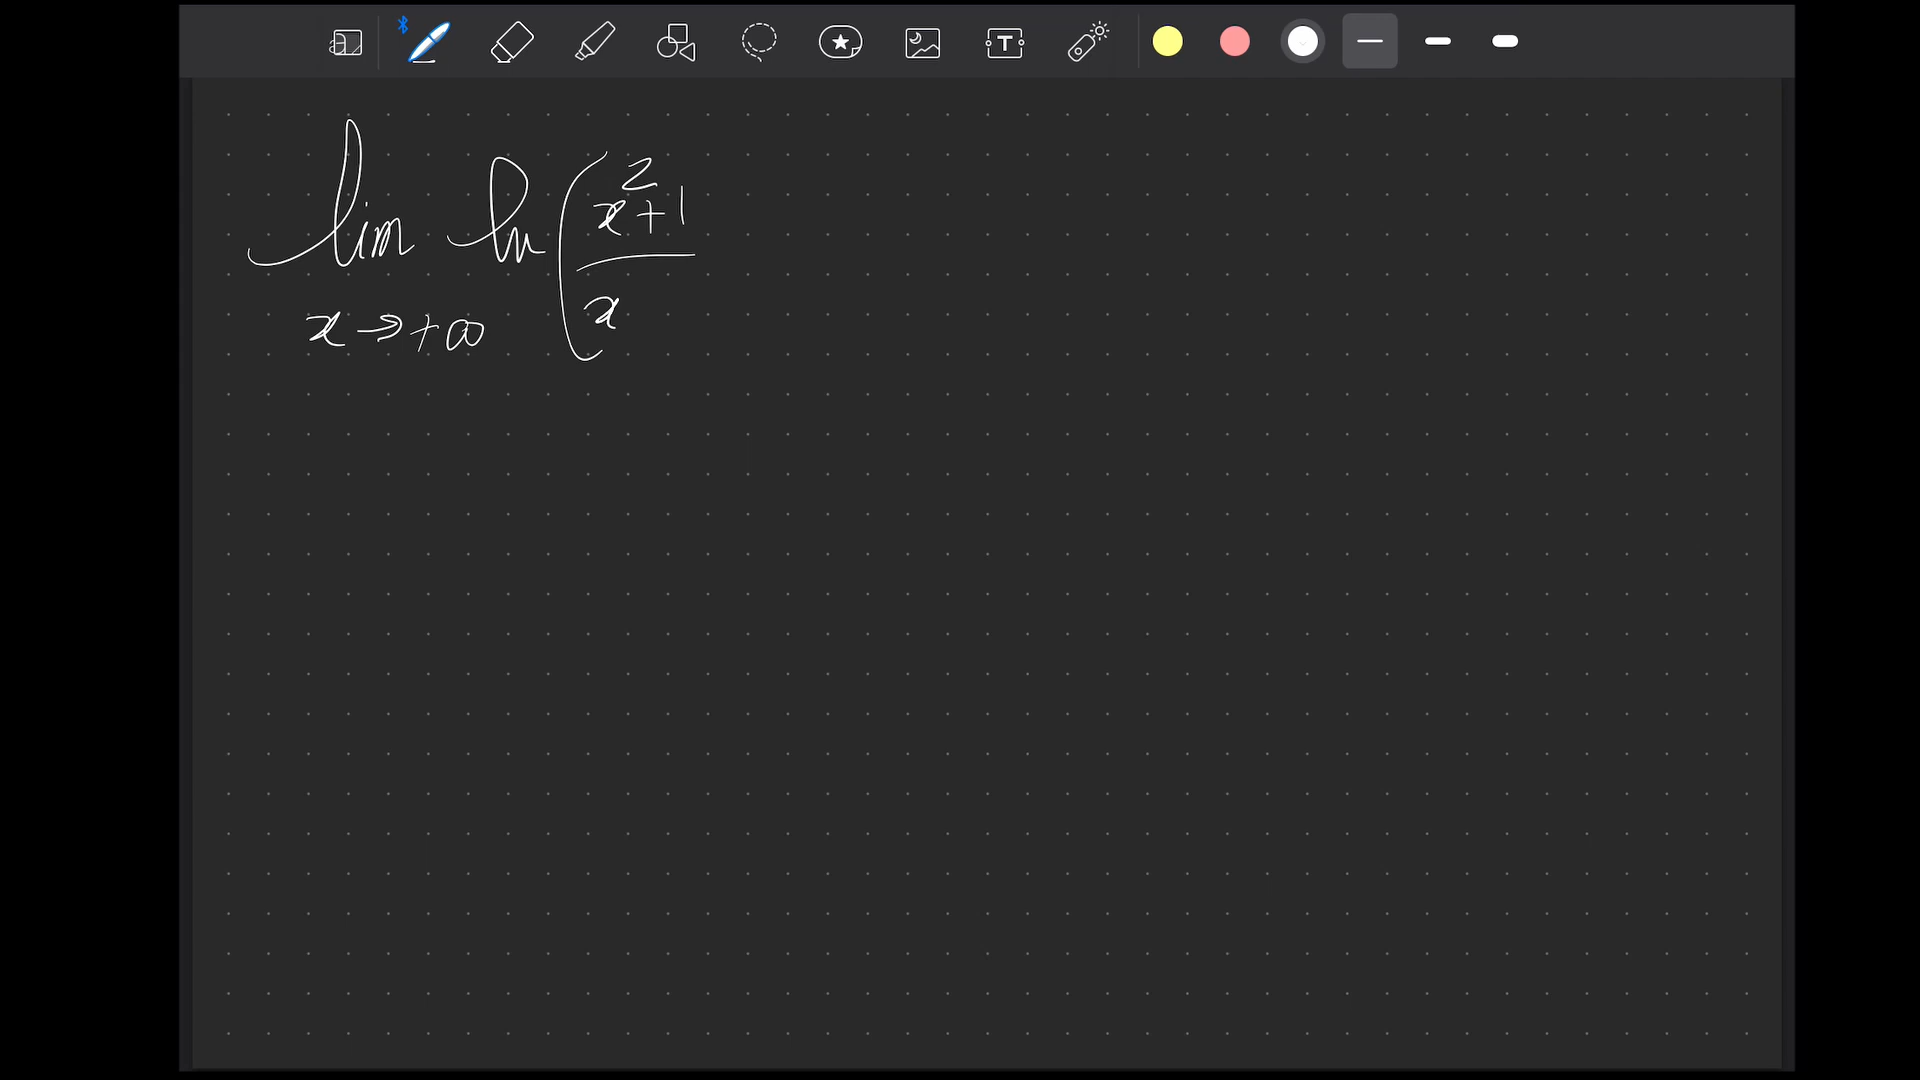 T
lim ln(x²+1/x
x→+∞